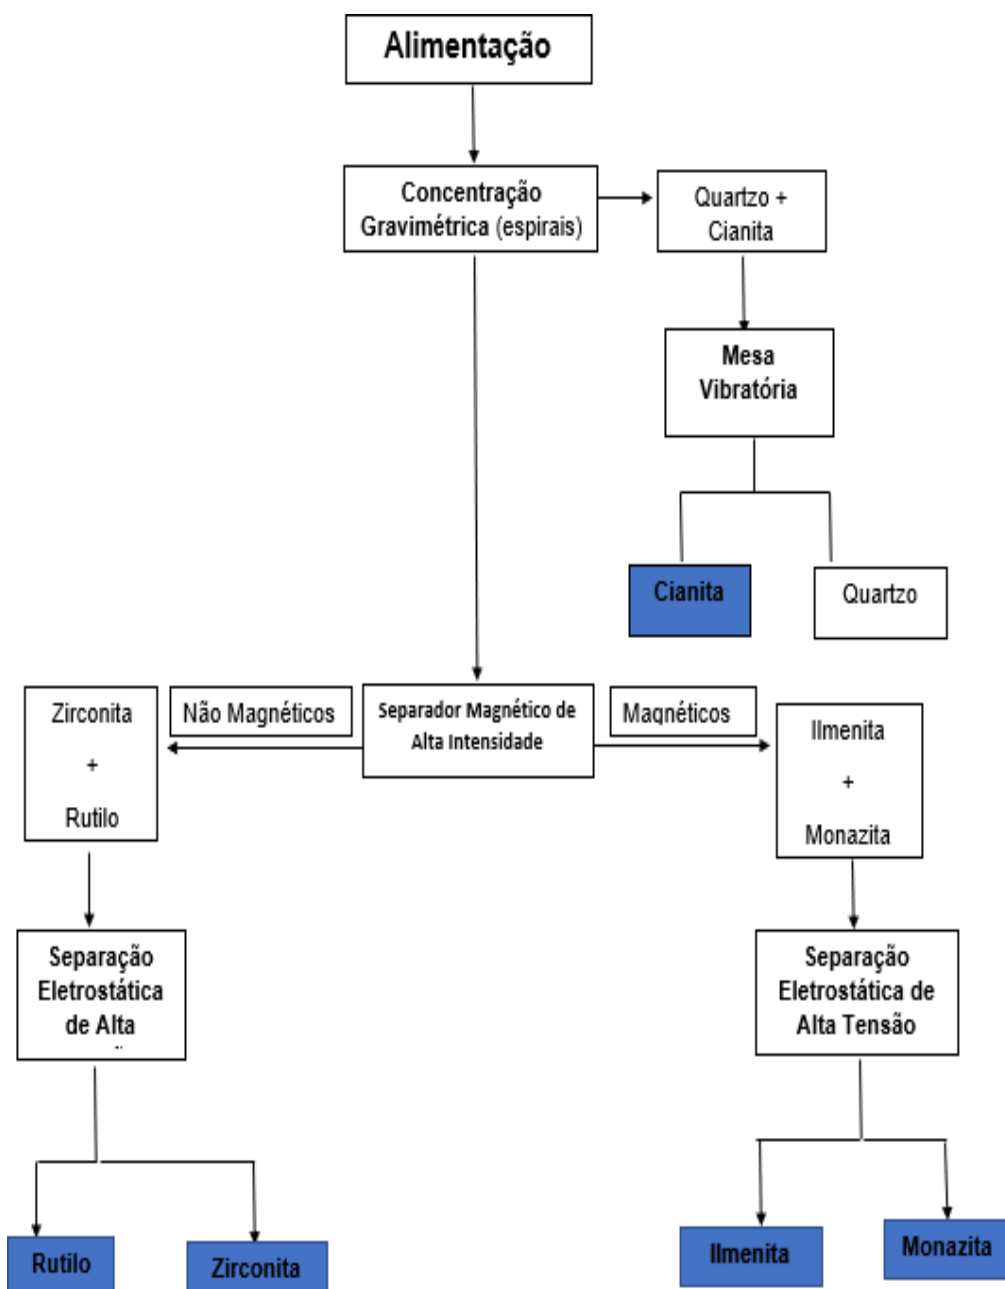 Alimentação
Concentração
Gravimétrica (espirais)
Quartzo +
Cianita
Mesa
Vibratória
Cianita
Quartzo
Zirconita
+
Rutilo
Não Magnéticos
Separador Magnético de
Alta Intensidade
Magnéticos
Ilmenita
+
Monazita
Separação
Eletrostática
de Alta
Separação
Eletrostática de
Alta Tensão
Rutilo
Zirconita
Ilmenita
Monazita